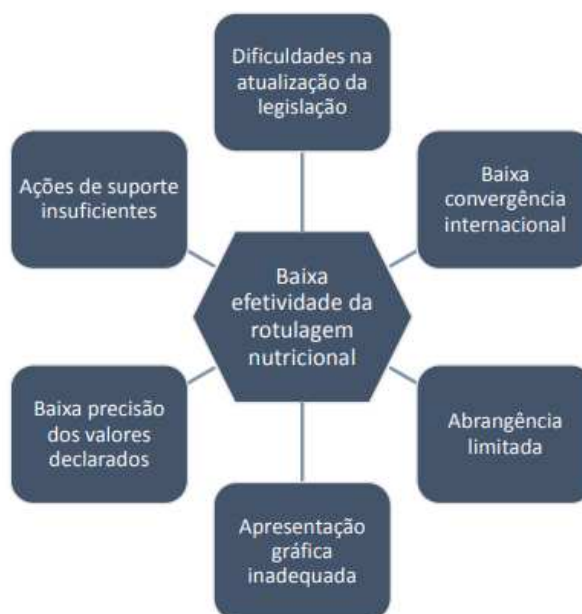 Dificuldades na
atualização da
legislação
Ações de suporte
insuficientes
Baixa
convergência
internacional
Baixa
efetividade da
rotulagem
nutricional
Baixa precisão
dos valores
declarados
Abrangência
limitada
Apresentação
gráfica
inadequada